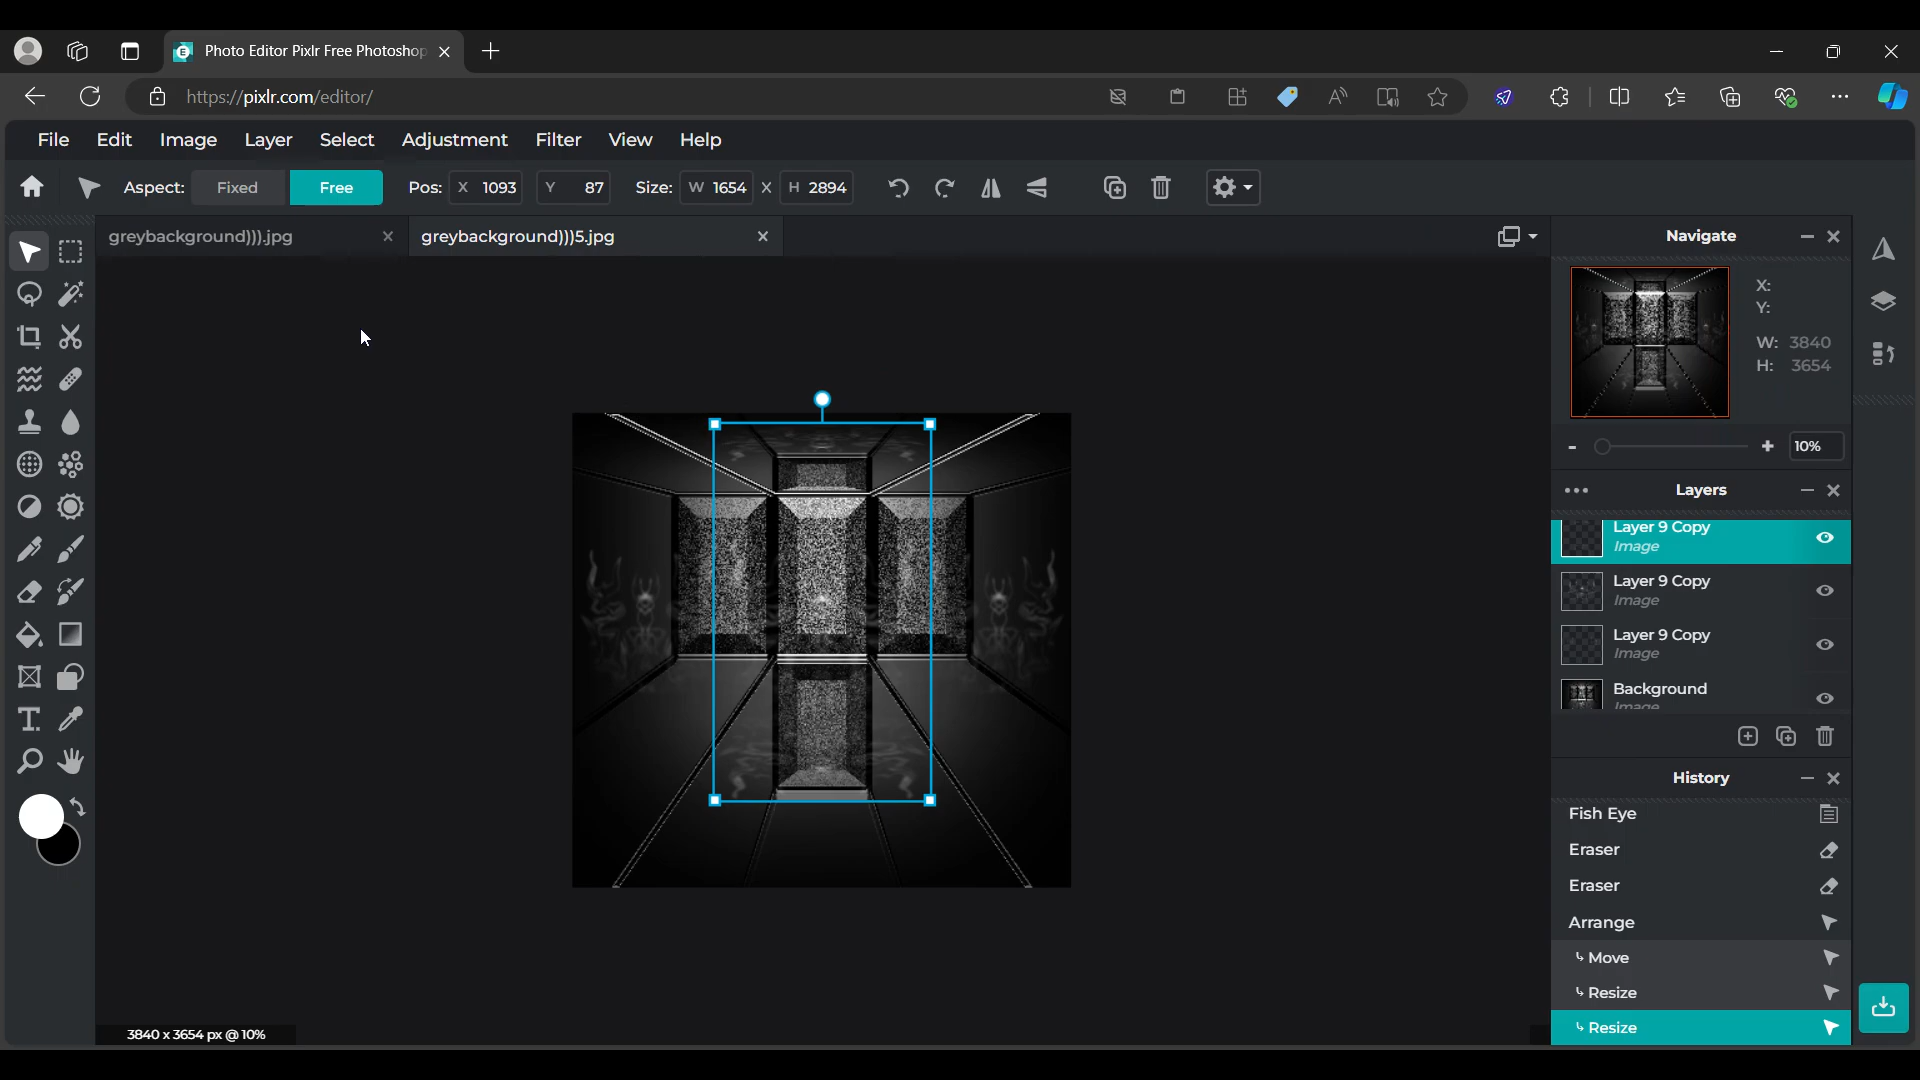 Photo Editor Pixlr Free Photoshop
https://pixlr.com/editor/
File Edit Image Layer Select Adjustment Filter View Help
Aspect: Fixed Free Pos: X 1093 Y 87 Size: W 1654 X H 2894
greybackground))).jpg
greybackground)))5.jpg
Navigate
X:
Y:
W: 3840
H: 3654
- + 10%
Layers
Layer 9 Copy
Image
Layer 9 Copy
Image
Layer 9 Copy
Image
Background
Image
History
Fish Eye
Eraser
Eraser
Arrange
Move
Resize
Resize
3840 x 3654 px @ 10%